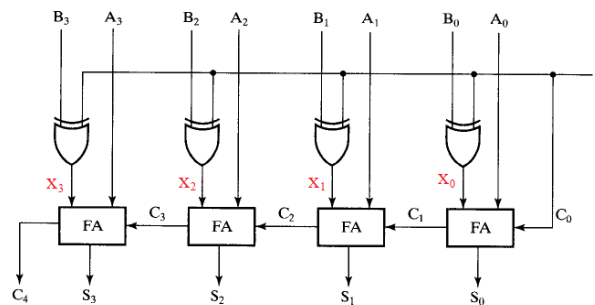 B₃ A₃ B₂ A₂ B₁ A₁ B₀ A₀
X₃ X₂ X₁ X₀
FA C₃ FA C₂ FA C₁ FA C₀
C₄ S₃ S₂ S₁ S₀